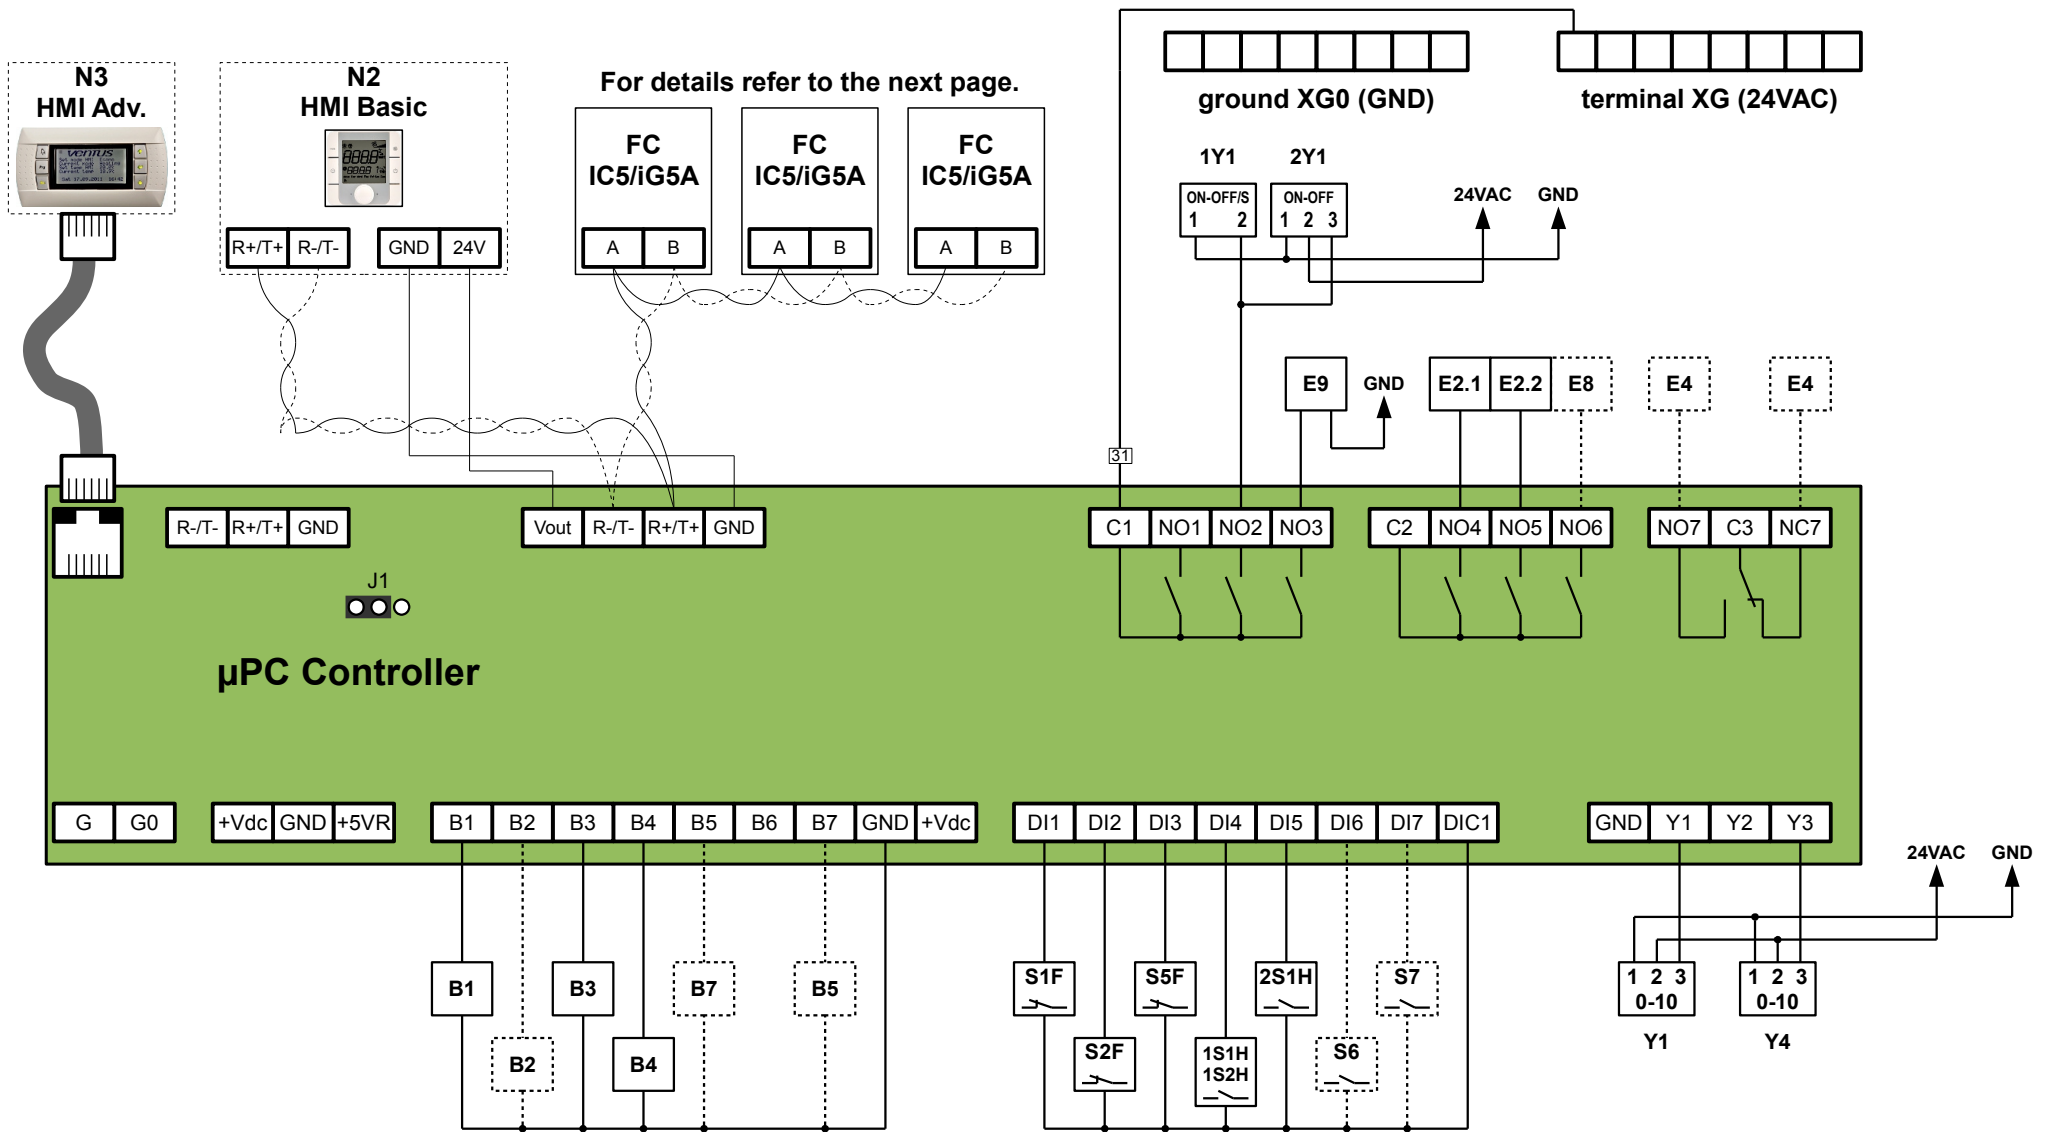 N3
HMI Adv.
N2
HMI Basic
For details refer to the next page.
FC
IC5/iG5A
FC
IC5/iG5A
FC
IC5/iG5A
ground XG0 (GND)
terminal XG (24VAC)
1Y1 2Y1
ON-OFF/S
1 2
ON-OFF
1 2 3
24VAC GND
VENTUS
R+/T+ R-/T- GND 24V
A B
A B
A B
E9 GND E2.1 E2.2 E8 E4 E4
31
R-/T- R+/T+ GND
Vout R-/T- R+/T+ GND
C1 NO1 NO2 NO3
C2 NO4 NO5 NO6
NO7 C3 NC7
J1
µPC Controller
G G0
+Vdc GND +5VR
B1 B2 B3 B4 B5 B6 B7 GND +Vdc
DI1 DI2 DI3 DI4 DI5 DI6 DI7 DIC1
GND Y1 Y2 Y3
24VAC GND
B1 B3 B7 B5
B2 B4
S1F S5F 2S1H S7
S2F
1S1H
1S2H
S6
1 2 3
0-10
1 2 3
0-10
Y1 Y4